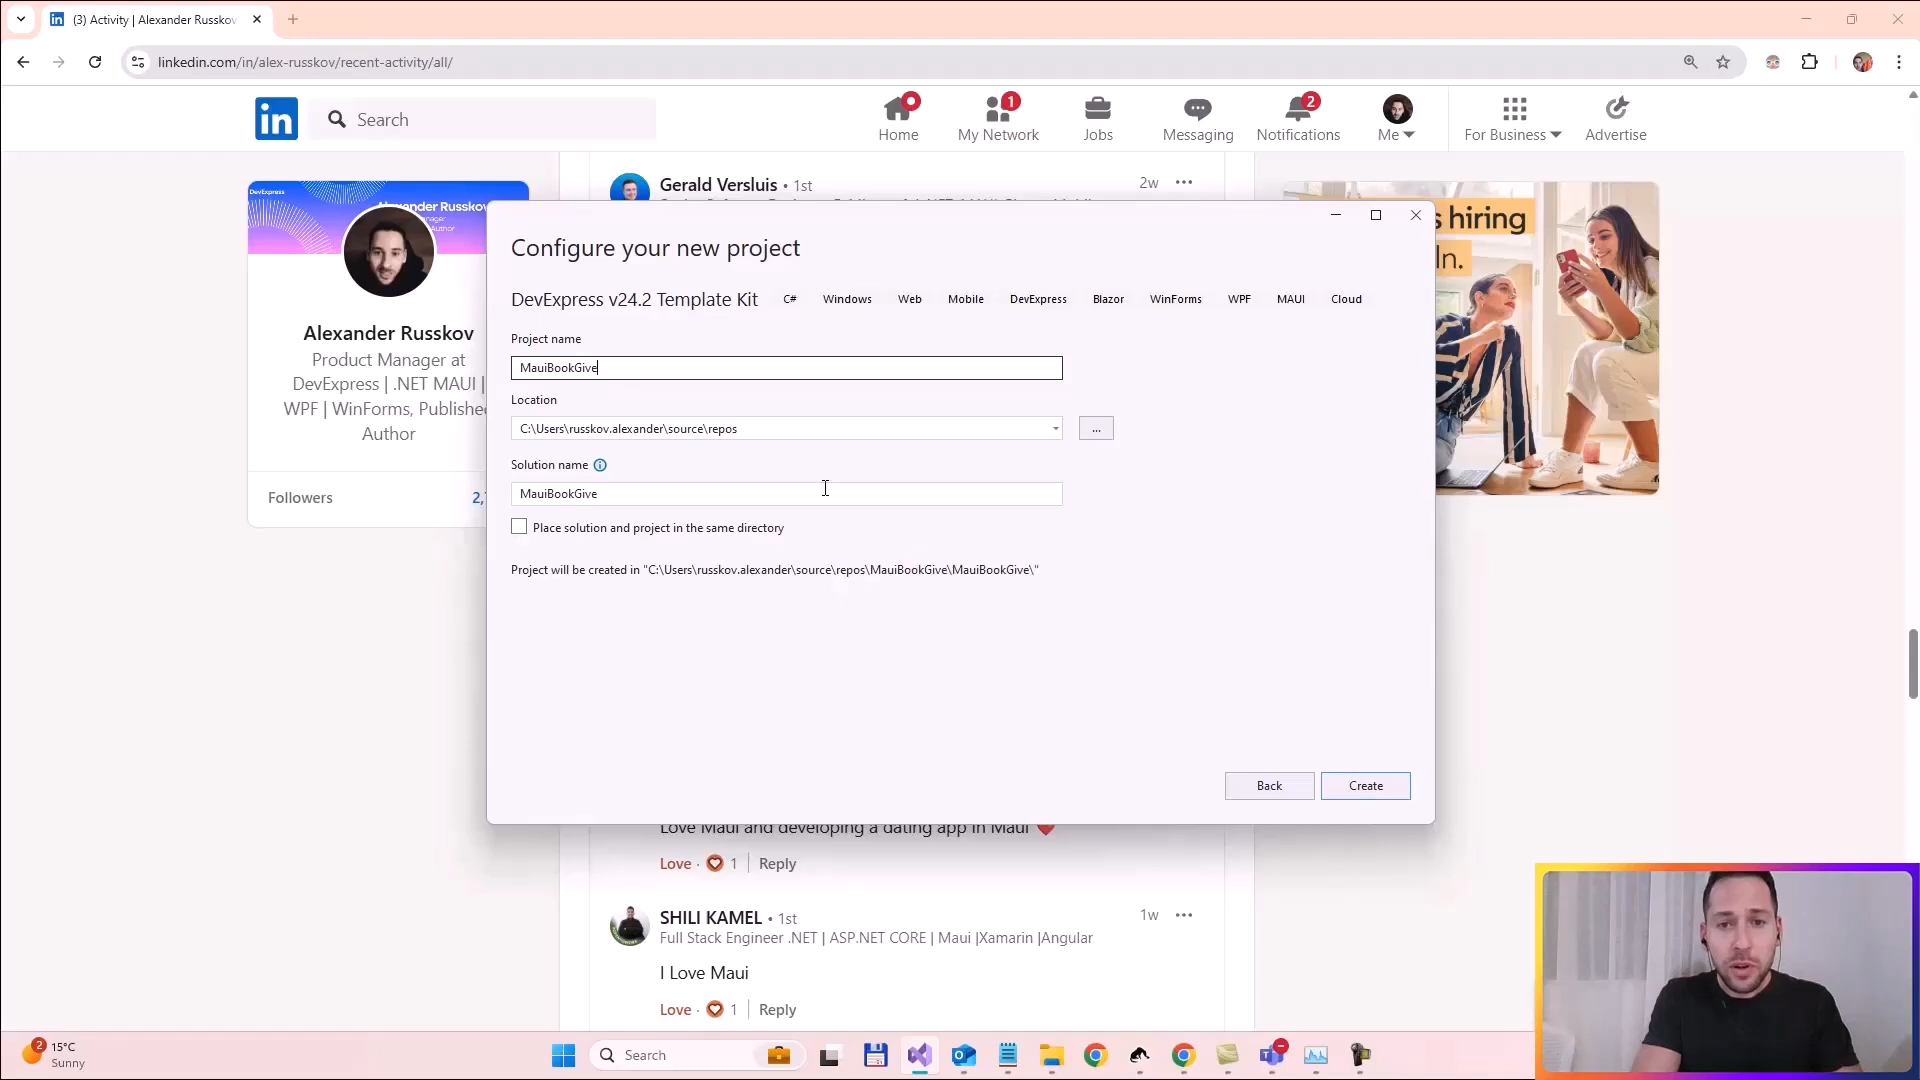 (3) Activity | Alexander Russkov
linkedin.com/in/alex-russkov/recent-activity/all/
in
Search
Home
1
My Network
Jobs
Messaging
2
Notifications
Me
For Business
Advertise
DevExpress
Alexander Russkov
Product Manager at
DevExpress | .NET MAUI |
WPF | WinForms, Publishe
Author
Followers
2,
Gerald Versluis • 1st
2w
s hiring
In.
Configure your new project
DevExpress v24.2 Template Kit
C#
Windows
Web
Mobile
DevExpress
Blazor
WinForms
WPF
MAUI
Cloud
Project name
MauiBookGive
Location
C:\Users\russkov.alexander\source\repos
...
Solution name
MauiBookGive
Place solution and project in the same directory
Project will be created in "C:\Users\russkov.alexander\source\repos\MauiBookGive\MauiBookGive\"
Back
Create
Love Maui and developing a dating app in Maui
Love · 1 | Reply
SHILI KAMEL • 1st
1w
Full Stack Engineer .NET | ASP.NET CORE | Maui |Xamarin |Angular
I Love Maui
Love · 1 | Reply
2
15°C
Sunny
Search